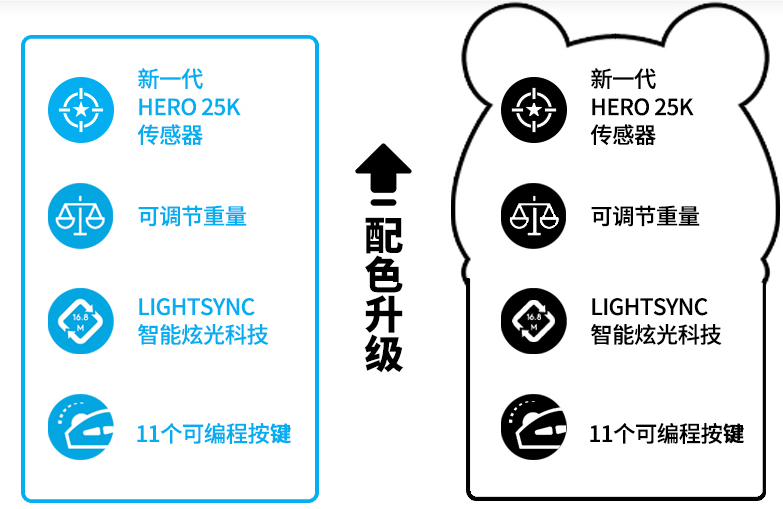 新一代
HERO 25K
传感器
可调节重量
16.8
M
LIGHTSYNC
智能炫光科技
11个可编程按键
配色升级
新一代
HERO 25K
传感器
可调节重量
16.8
M
LIGHTSYNC
智能炫光科技
11个可编程按键